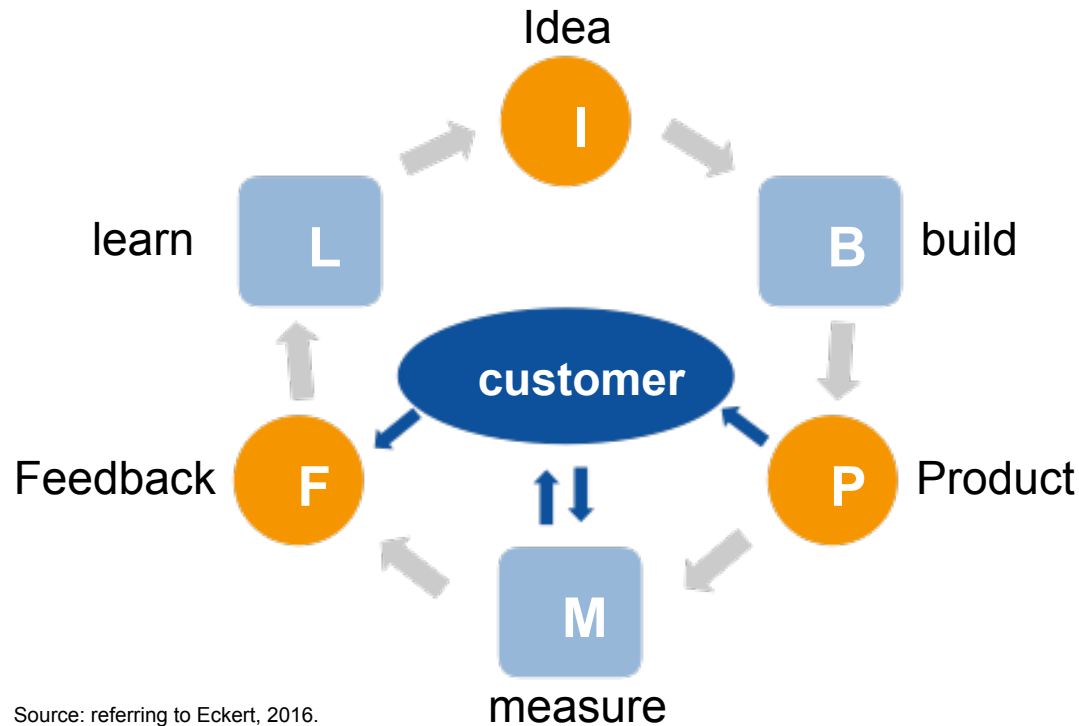 Idea
I
learn
L
B
build
customer
Feedback
F
P
Product
M
measure
Source: referring to Eckert, 2016.